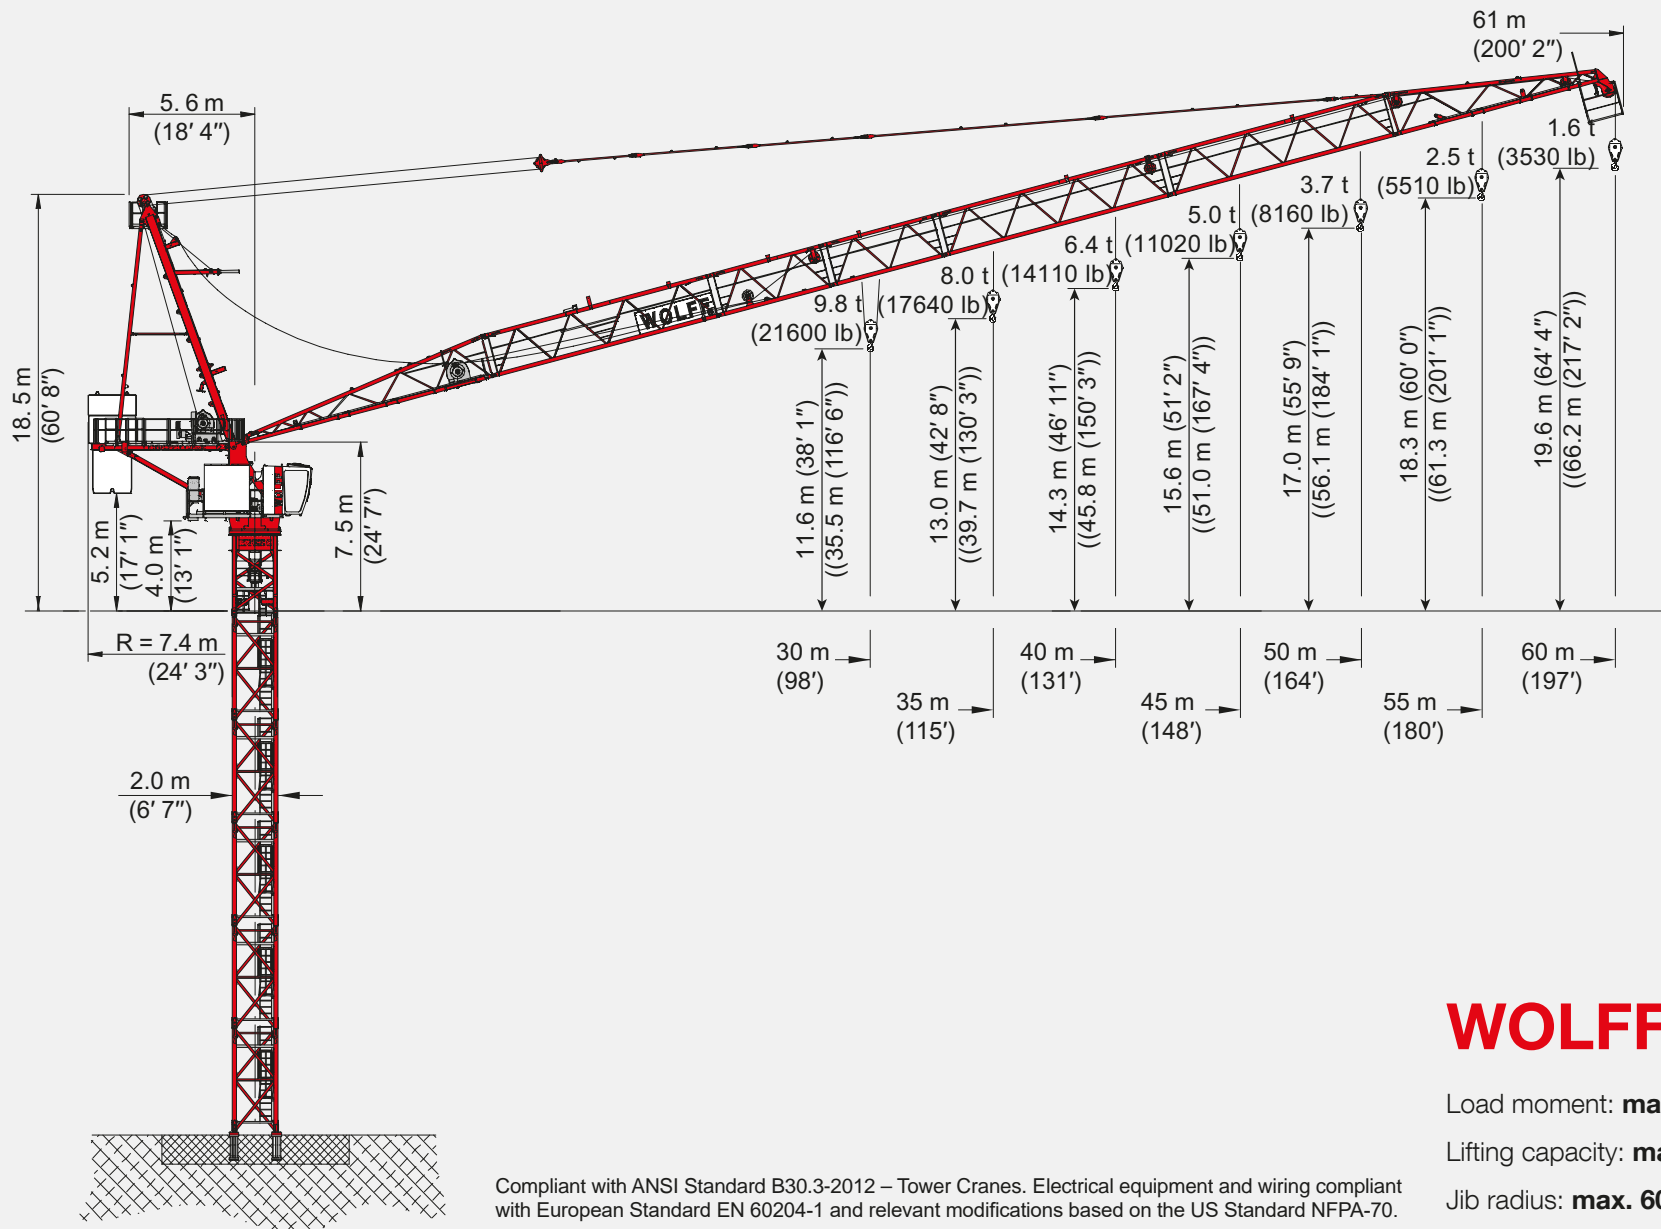 61 m
(200′ 2″)
5. 6 m
(18′ 4″)
1.6 t
(3530 lb)
2.5 t
(5510 lb)
3.7 t
(8160 lb)
5.0 t
(11020 lb)
6.4 t
(14110 lb)
8.0 t
(17640 lb)
9.8 t
(21600 lb)
WOLFF
18. 5 m
(60′ 8″)
5. 2 m
(17′ 1″)
4. 0 m
(13′ 1″)
7. 5 m
(24′ 7″)
WOLFF
11.6 m (38′ 1″)
((35.5 m (116′ 6″))
13.0 m (42′ 8″)
((39.7 m (130′ 3″))
14.3 m (46′ 11″)
((45.8 m (150′ 3″))
15.6 m (51′ 2″)
((51.0 m (167′ 4″))
17.0 m (55′ 9″)
((56.1 m (184′ 1″))
18.3 m (60′ 0″)
((61.3 m (201′ 1″))
19.6 m (64′ 4″)
((66.2 m (217′ 2″))
R = 7.4 m
(24′ 3″)
30 m
(98′)
35 m
(115′)
40 m
(131′)
45 m
(148′)
50 m
(164′)
55 m
(180′)
60 m
(197′)
2.0 m
(6′ 7″)
WOLFF
Load moment: ma
Lifting capacity: ma
Jib radius: max. 60
Compliant with ANSI Standard B30.3-2012 – Tower Cranes. Electrical equipment and wiring compliant
with European Standard EN 60204-1 and relevant modifications based on the US Standard NFPA-70.